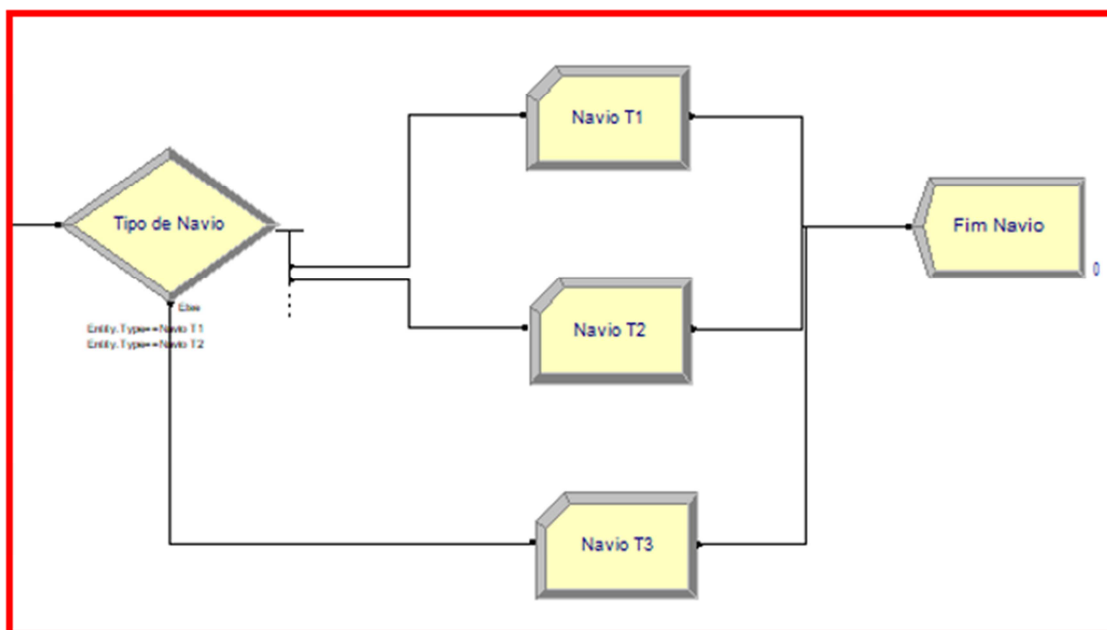 Navio T1
Tipo de Navio
Fim Navio
0
Else
Entity.Type==Navio T1
Entity.Type==Navio T2
Navio T2
Navio T3